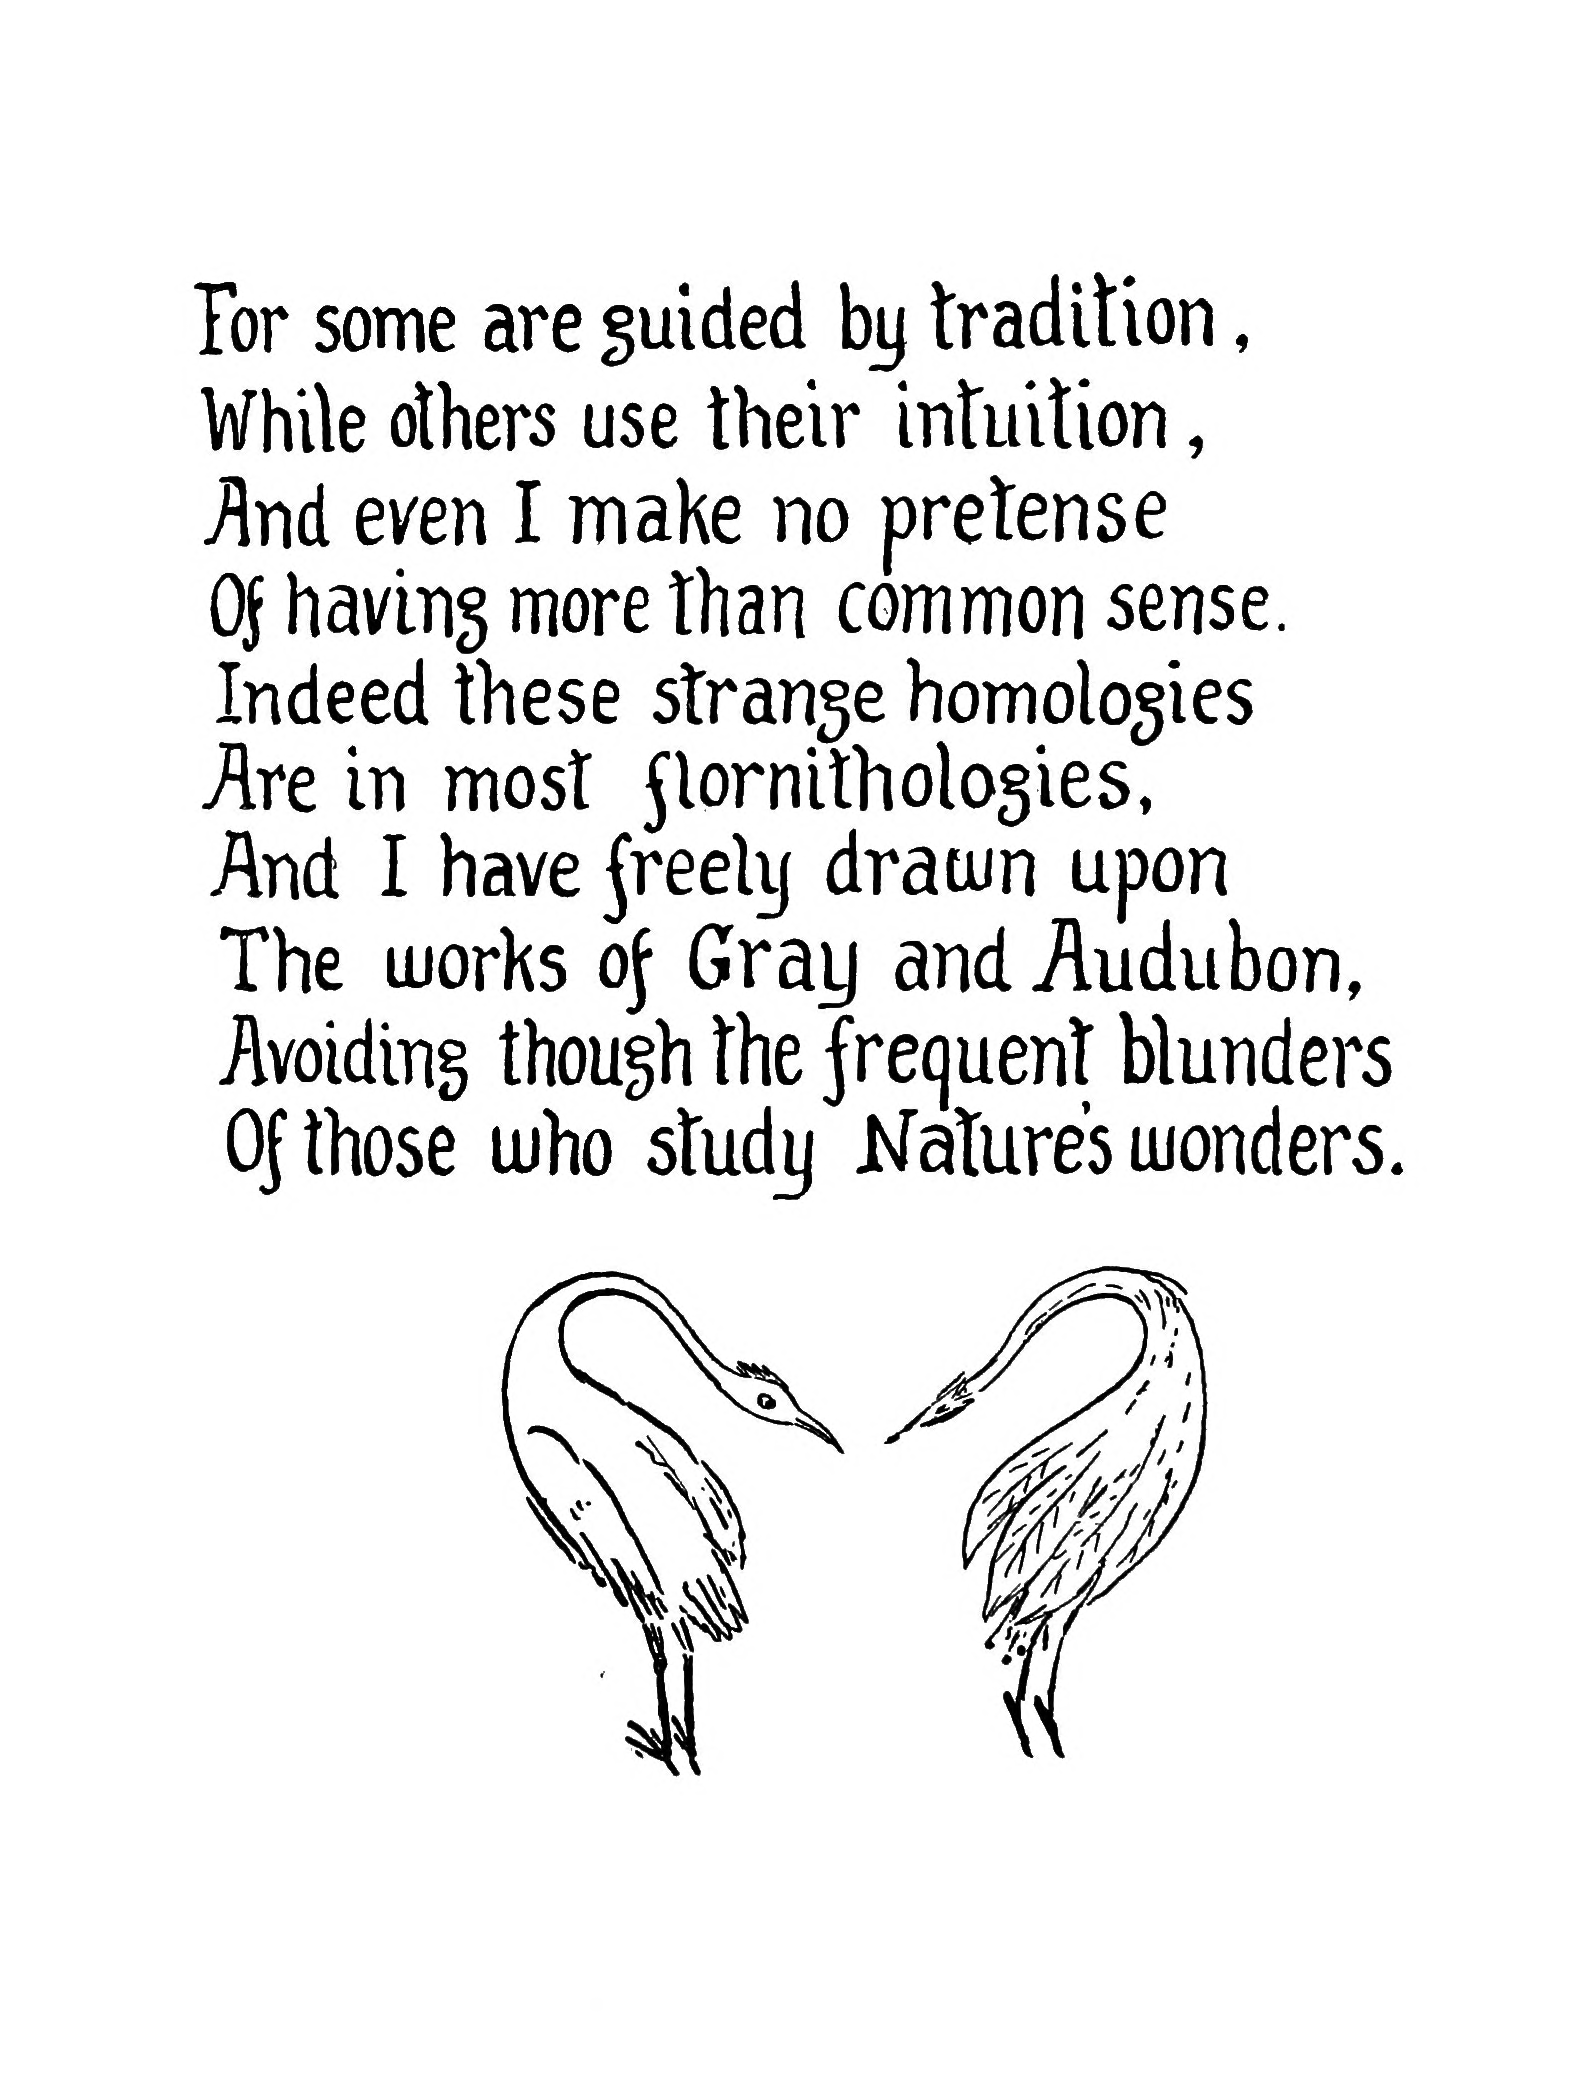 For some are guided by tradition,
While others use their intuition,
And even I make no pretense
Of having more than common sense.
Indeed these strange homologies
Are in most flornithologies,
And I have freely drawn upon
The works of Gray and Audubon,
Avoiding though the frequent blunders
Of those who study Nature's wonders.